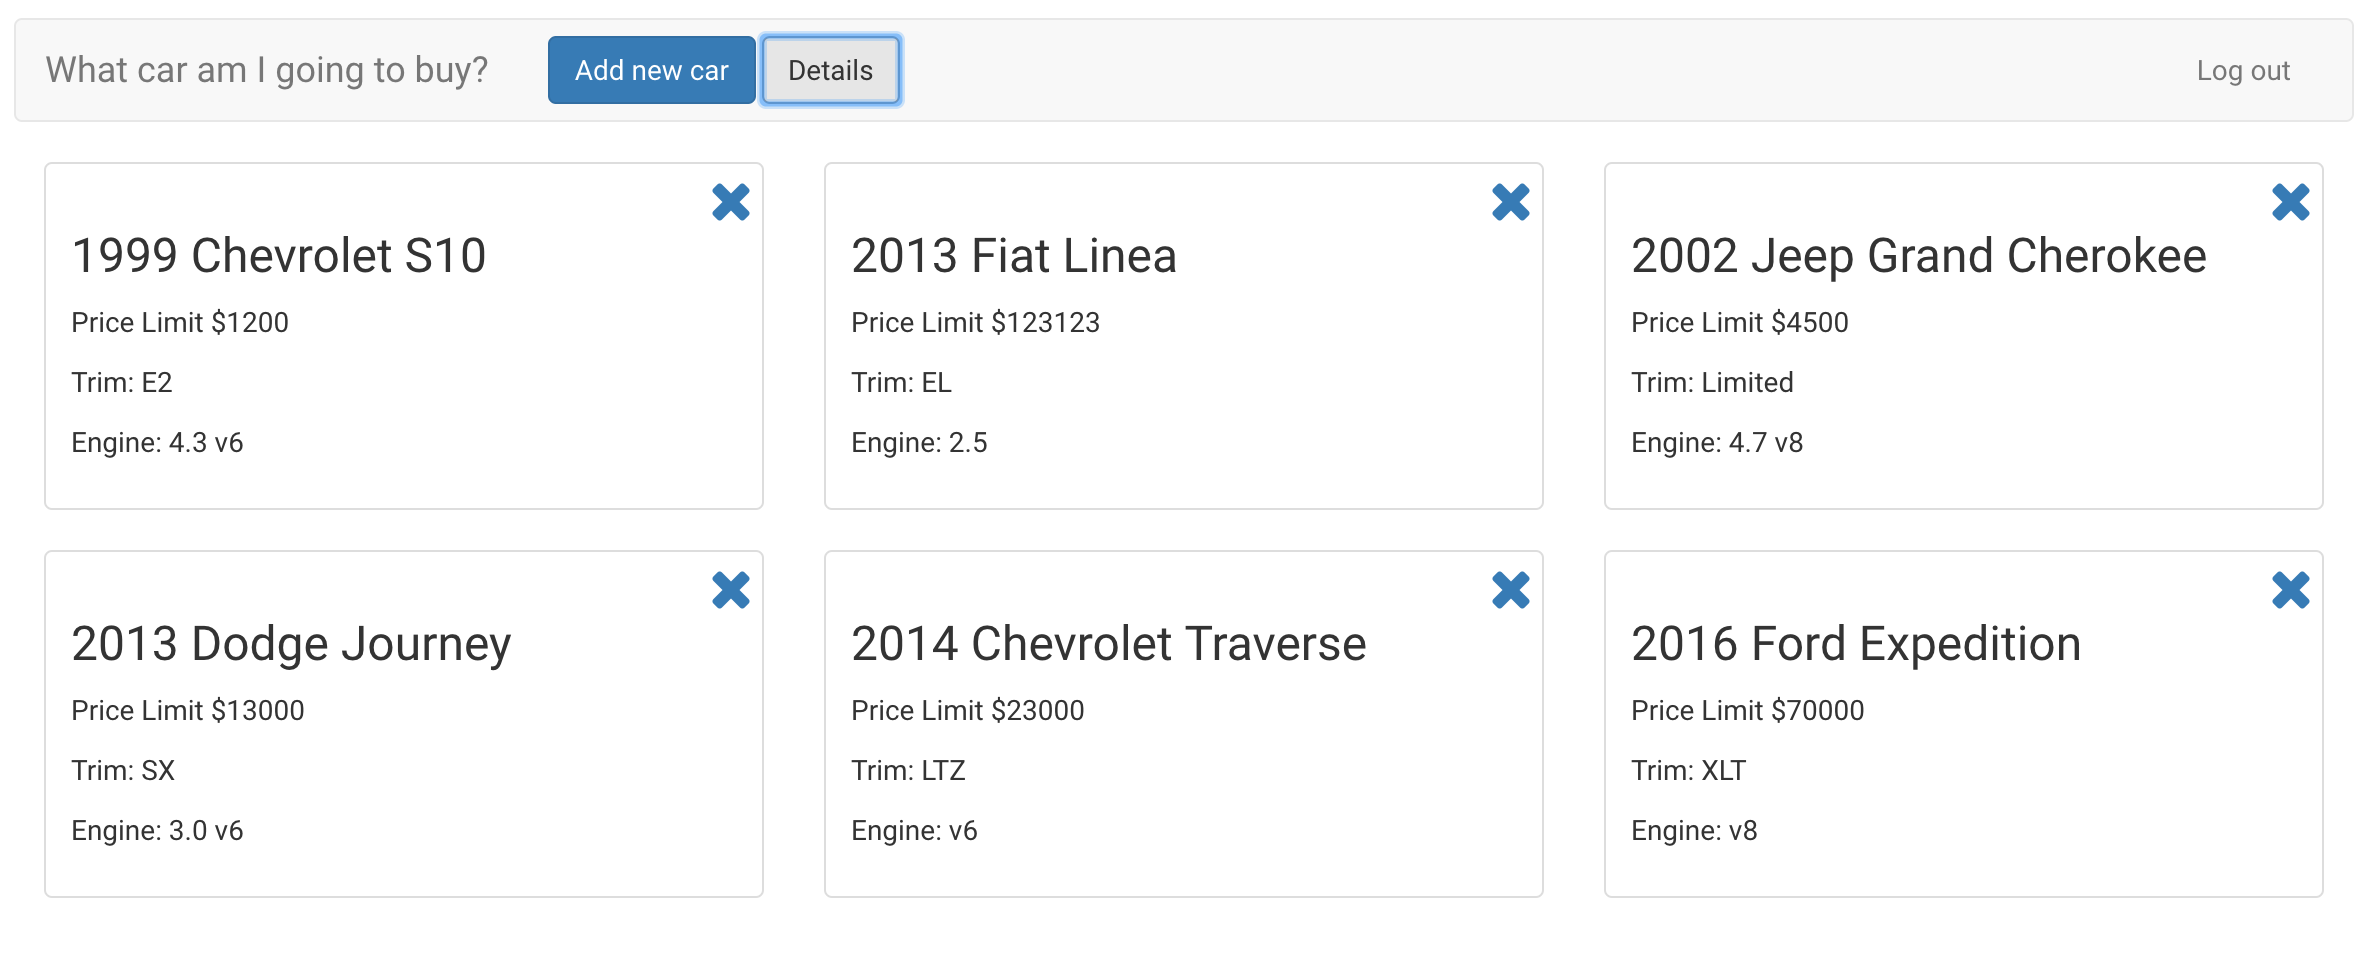 What car am I going to buy?
Add new car
Details
Log out
1999 Chevrolet S10
Price Limit $1200
Trim: E2
Engine: 4.3 v6
2013 Fiat Linea
Price Limit $123123
Trim: EL
Engine: 2.5
2002 Jeep Grand Cherokee
Price Limit $4500
Trim: Limited
Engine: 4.7 v8
2013 Dodge Journey
Price Limit $13000
Trim: SX
Engine: 3.0 v6
2014 Chevrolet Traverse
Price Limit $23000
Trim: LTZ
Engine: v6
2016 Ford Expedition
Price Limit $70000
Trim: XLT
Engine: v8